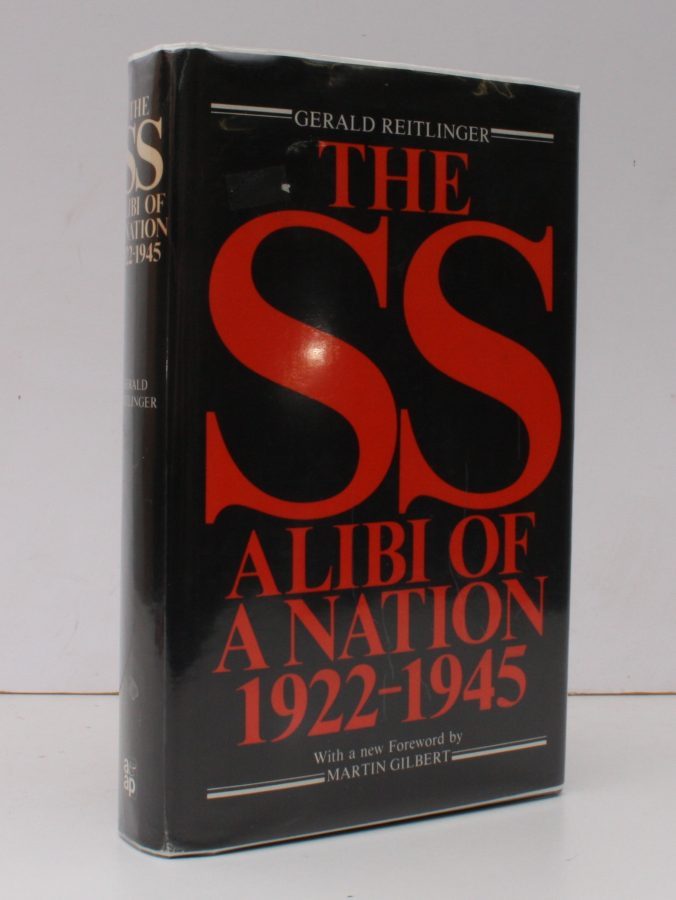 GERALD REITLINGER
THE
SS
ALIBI OF
A NATION
1922-1945
With a new Foreword by
MARTIN GILBERT
THE
SS
ALIBI OF
NATION
1945
GERALD
REITLINGER
a
ap